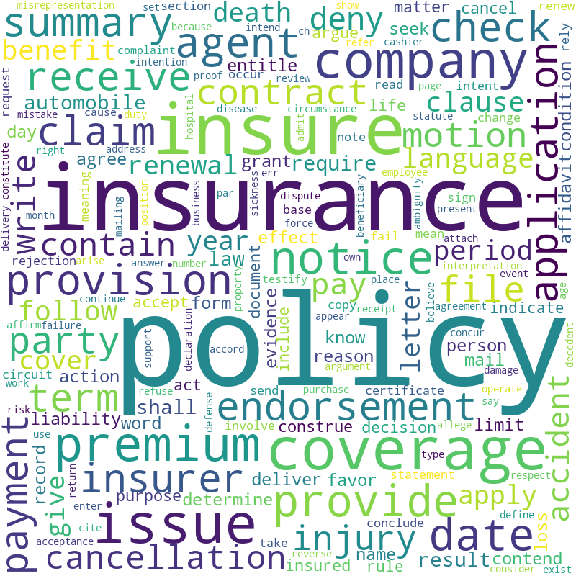 misrepresentation
set
section
because
intend
ch
show
refer
cashier
matter
cancel
renew
summary
agent
death
deny
seek
argue
check
benefit
complaint
intention
proof
occur
review
read
page
intent
rely
receive
entitle
company
request
mistake
cause
duty
automobile
hospital
disease
circumstance
admit
life
note
contract
clause
statute
change
application
condition
affidavit
day
right
address
claim
insure
motion
write
agree
grant
require
language
delivery
constitute
month
meaning
mailing
renewal
position
business
par
sickness
err
dispute
base
force
employee
beneficiary
ambiguity
sign
present
mean
insurance
contain
year
effect
notice
fail
attach
period
rejection
arise
answer
number
law
property
document
testify
own
place
interpretation
event
file
provision
continue
accept
form
copy
receipt
believe
agreement
age
decedent
affirm
failure
follow
evidence
include
pay
appear
know
reason
letter
indicate
concur
party
support
accord
declaration
argument
person
mail
damage
cover
circuit
action
act
policy
work
term
refuse
send
purchase
certificate
operate
say
risk
liability
shall
defense
deliver
favor
decision
limit
allege
respect
accident
use
word
involve
construe
endorsement
payment
record
return
give
premium
coverage
type
insurer
purpose
determine
provide
statement
apply
define
loss
enter
cite
issue
conclude
injury
date
acceptance
take
name
result
contend
cancellation
reverse
insured
rule
consider
exist